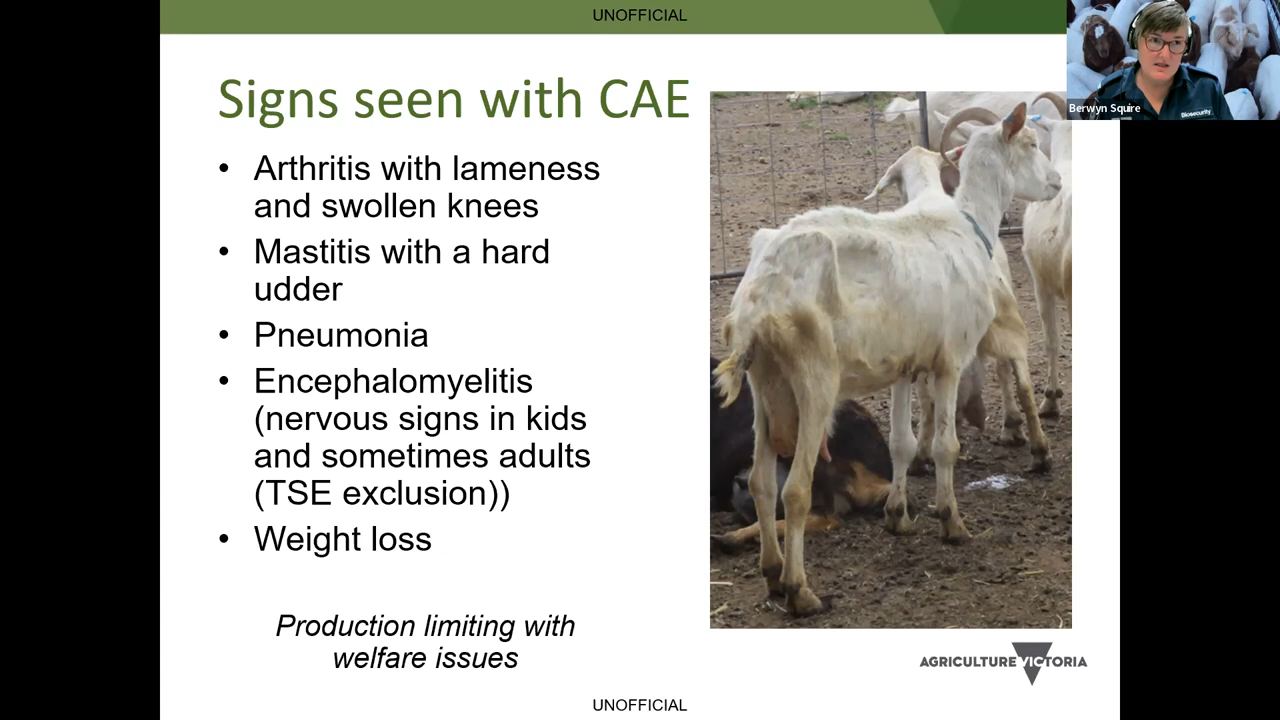 UNOFFICIAL
Signs seen with CAE
Berwyn Squire
Biosecurity
• Arthritis with lameness
and swollen knees
• Mastitis with a hard
udder
• Pneumonia
• Encephalomyelitis
(nervous signs in kids
and sometimes adults
(TSE exclusion))
• Weight loss
Production limiting with
welfare issues
AGRICULTURE VICTORIA
UNOFFICIAL